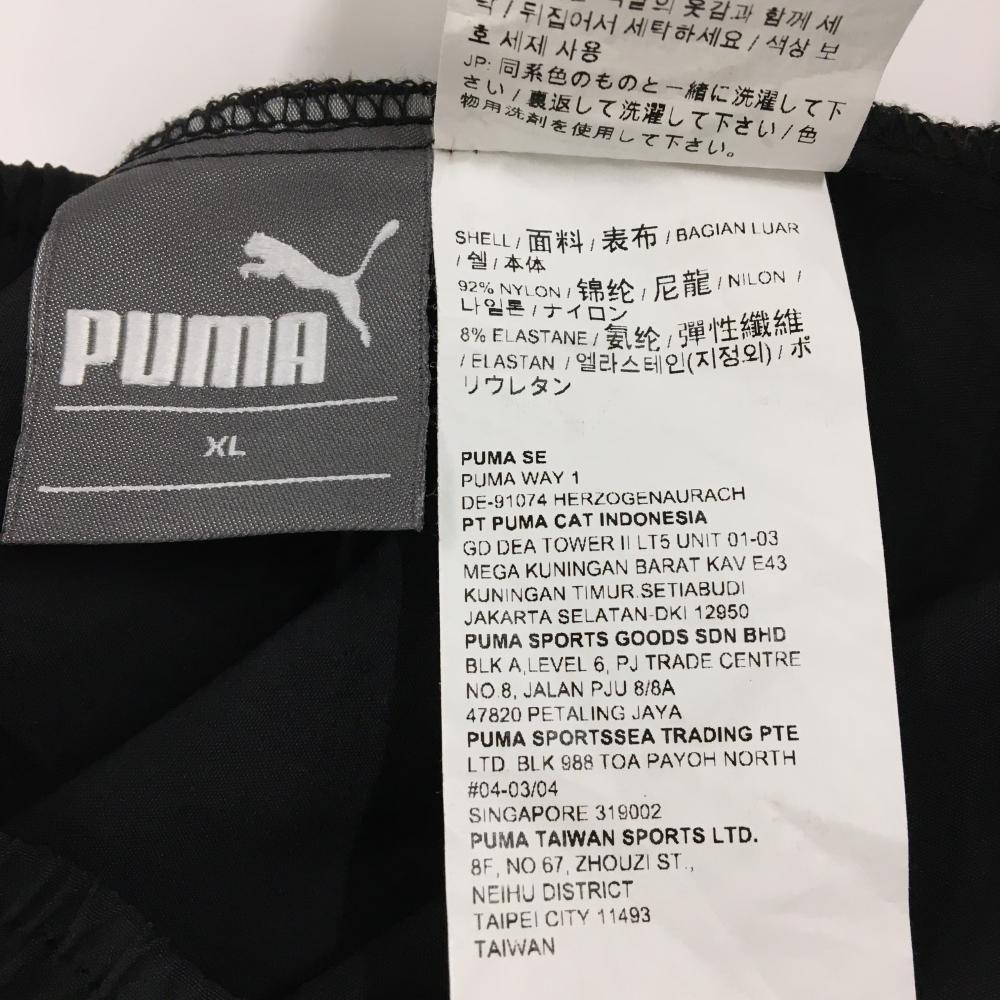 의 옷감과 함께 세
탁 / 뒤집어서 세탁하세요 / 색상 보
호 세제 사용
JP: 同系色のものと一緒に洗濯して下
さい / 裏返して洗濯して下さい / 色
物用洗剤を使用して下さい。
PUMA
XL
SHELL / 面料 / 表布 / BAGIAN LUAR
/ 쉘 / 本体
92% NYLON / 锦纶 / 尼龍 / NILON /
나일론 / ナイロン
8% ELASTANE / 氨纶 / 彈性纖維
/ ELASTAN / 엘라스테인(지정외) / ポ
リウレタン
PUMA SE
PUMA WAY 1
DE-91074 HERZOGENAURACH
PT PUMA CAT INDONESIA
GD DEA TOWER II LT5 UNIT 01-03
MEGA KUNINGAN BARAT KAV E43
KUNINGAN TIMUR.SETIABUDI
JAKARTA SELATAN-DKI 12950
PUMA SPORTS GOODS SDN BHD
BLK A,LEVEL 6, PJ TRADE CENTRE
NO.8, JALAN PJU 8/8A
47820 PETALING JAYA
PUMA SPORTSSEA TRADING PTE
LTD. BLK 988 TOA PAYOH NORTH
#04-03/04
SINGAPORE 319002
PUMA TAIWAN SPORTS LTD.
8F, NO 67, ZHOUZI ST.,
NEIHU DISTRICT
TAIPEI CITY 11493
TAIWAN